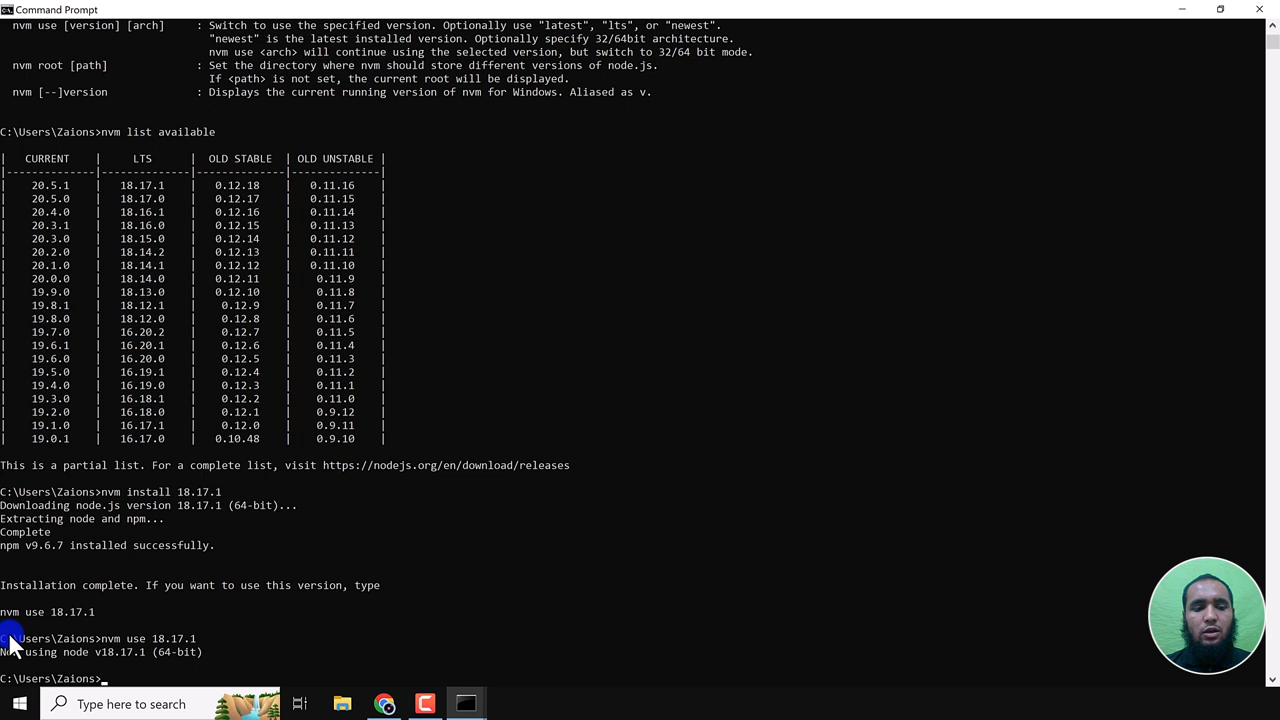 Command Prompt
nvm use [version] [arch] : Switch to use the specified version. Optionally use "latest", "lts", or "newest".
"newest" is the latest installed version. Optionally specify 32/64bit architecture.
nvm use <arch> will continue using the selected version, but switch to 32/64 bit mode.
nvm root [path] : Set the directory where nvm should store different versions of node.js.
If <path> is not set, the current root will be displayed.
nvm [--]version : Displays the current running version of nvm for Windows. Aliased as v.
C:\Users\Zaions>nvm list available
| CURRENT | LTS | OLD STABLE | OLD UNSTABLE |
|--------------|--------------|--------------|--------------|
| 20.5.1 | 18.17.1 | 0.12.18 | 0.11.16 |
| 20.5.0 | 18.17.0 | 0.12.17 | 0.11.15 |
| 20.4.0 | 18.16.1 | 0.12.16 | 0.11.14 |
| 20.3.1 | 18.16.0 | 0.12.15 | 0.11.13 |
| 20.3.0 | 18.15.0 | 0.12.14 | 0.11.12 |
| 20.2.0 | 18.14.2 | 0.12.13 | 0.11.11 |
| 20.1.0 | 18.14.1 | 0.12.12 | 0.11.10 |
| 20.0.0 | 18.14.0 | 0.12.11 | 0.11.9 |
| 19.9.0 | 18.13.0 | 0.12.10 | 0.11.8 |
| 19.8.1 | 18.12.1 | 0.12.9 | 0.11.7 |
| 19.8.0 | 18.12.0 | 0.12.8 | 0.11.6 |
| 19.7.0 | 16.20.2 | 0.12.7 | 0.11.5 |
| 19.6.1 | 16.20.1 | 0.12.6 | 0.11.4 |
| 19.6.0 | 16.20.0 | 0.12.5 | 0.11.3 |
| 19.5.0 | 16.19.1 | 0.12.4 | 0.11.2 |
| 19.4.0 | 16.19.0 | 0.12.3 | 0.11.1 |
| 19.3.0 | 16.18.1 | 0.12.2 | 0.11.0 |
| 19.2.0 | 16.18.0 | 0.12.1 | 0.9.12 |
| 19.1.0 | 16.17.1 | 0.12.0 | 0.9.11 |
| 19.0.1 | 16.17.0 | 0.10.48 | 0.9.10 |
This is a partial list. For a complete list, visit https://nodejs.org/en/download/releases
C:\Users\Zaions>nvm install 18.17.1
Downloading node.js version 18.17.1 (64-bit)...
Extracting node and npm...
Complete
npm v9.6.7 installed successfully.
Installation complete. If you want to use this version, type
nvm use 18.17.1
C:\Users\Zaions>nvm use 18.17.1
Now using node v18.17.1 (64-bit)
C:\Users\Zaions>
Type here to search